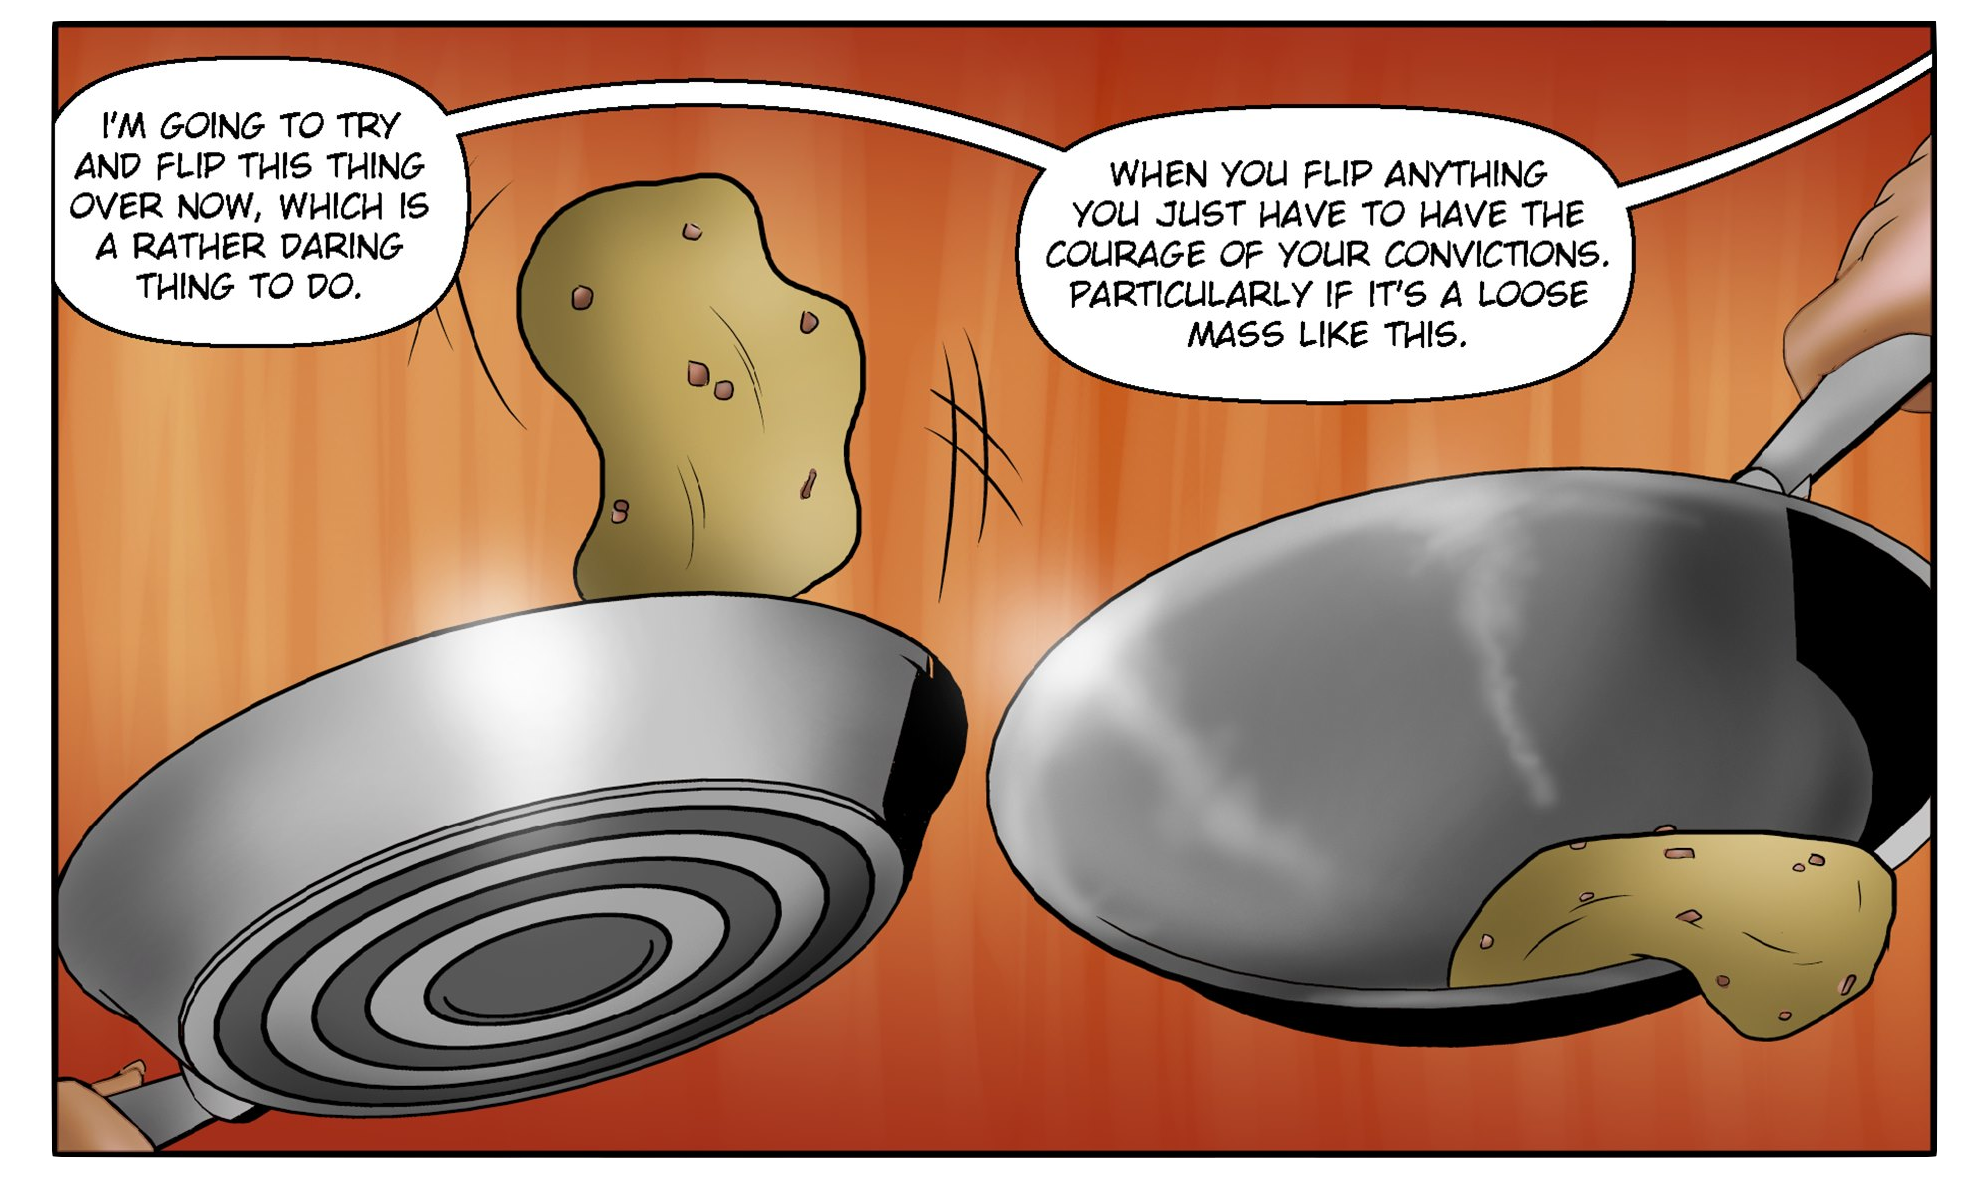 I'M GOING TO TRY
AND FLIP THIS THING
OVER NOW, WHICH IS
A RATHER DARING
THING TO DO.
WHEN YOU FLIP ANYTHING
YOU JUST HAVE TO HAVE THE
COURAGE OF YOUR CONVICTIONS.
PARTICULARLY IF IT'S A LOOSE
MASS LIKE THIS.